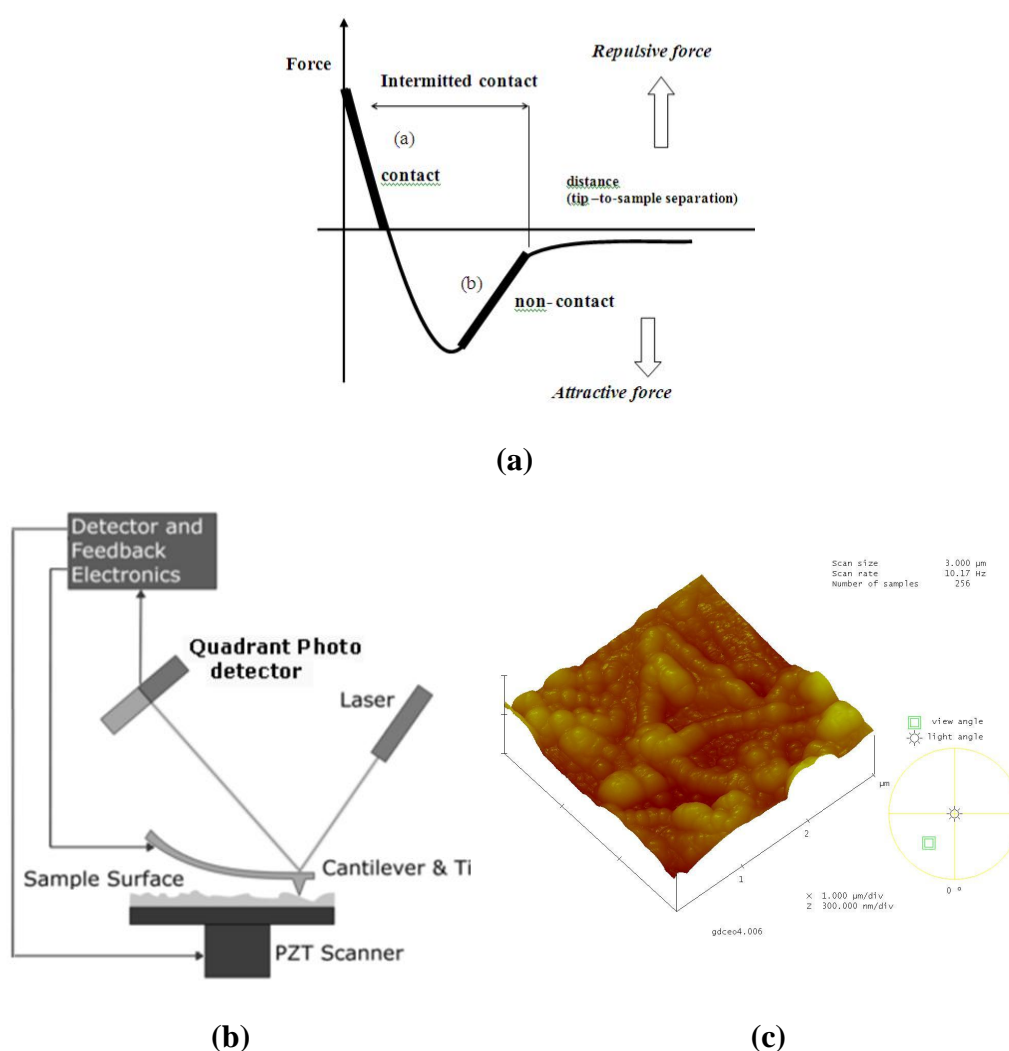 Repulsive force
Force
Intermitted contact
(a)
contact
distance
(tip–to-sample separation)
(b)
non- contact
Attractive force
(a)
Detector and
Feedback
Electronics
Quadrant Photo
detector
Laser
Cantilever & Ti
Sample Surface
PZT Scanner
(b)
Scan size 3.000 µm
Scan rate 10.17 Hz
Number of samples 256
view angle
light angle
µm
2
1
0 °
X 1.000 µm/div
Z 300.000 nm/div
gdceo4.006
(c)